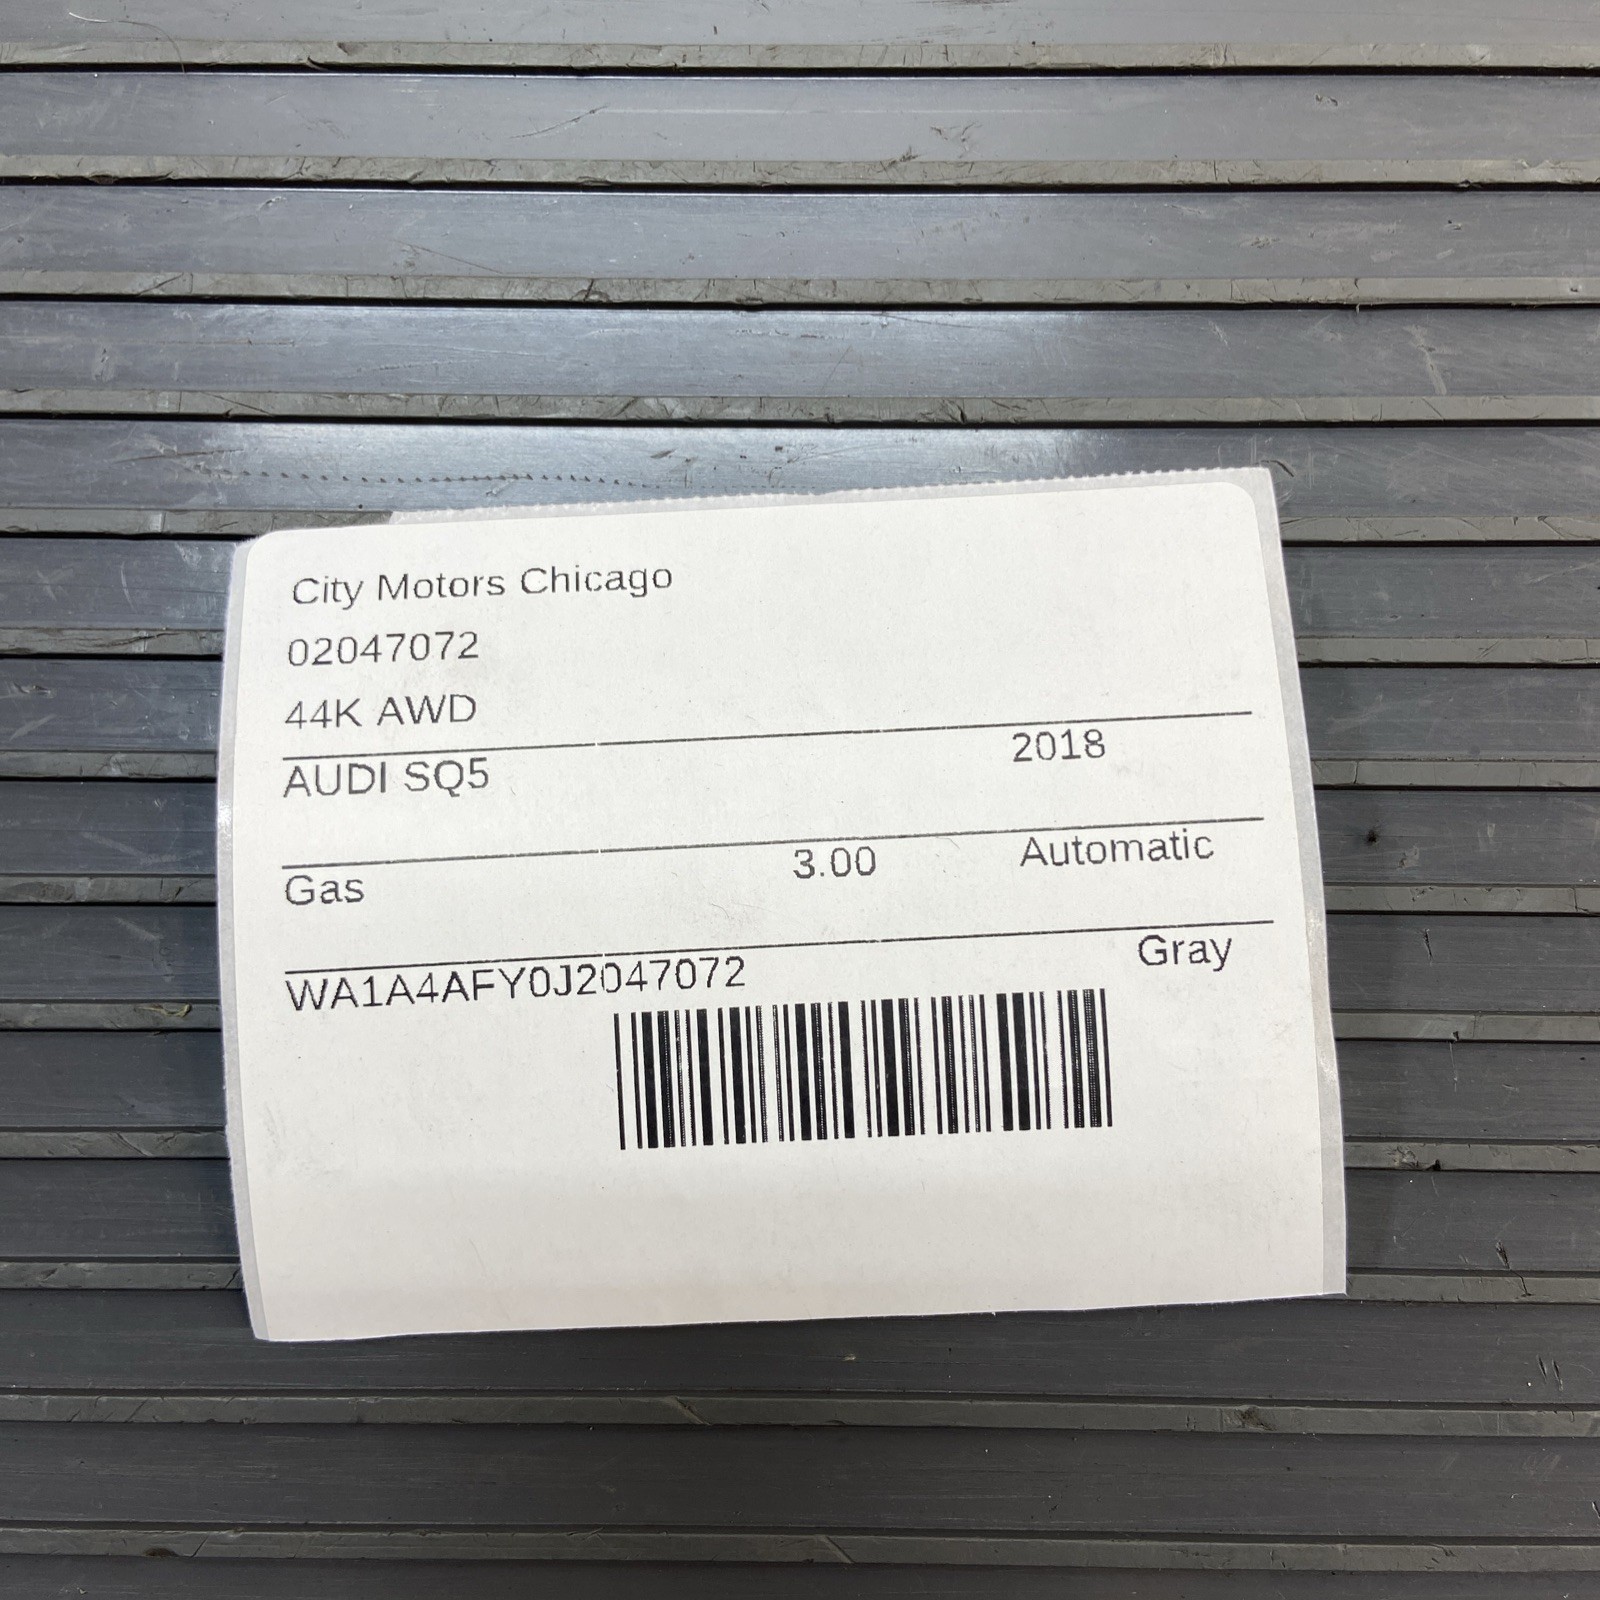 City Motors Chicago
02047072
44K AWD
AUDI SQ5 2018
Gas 3.00 Automatic
WA1A4AFY0J2047072 Gray